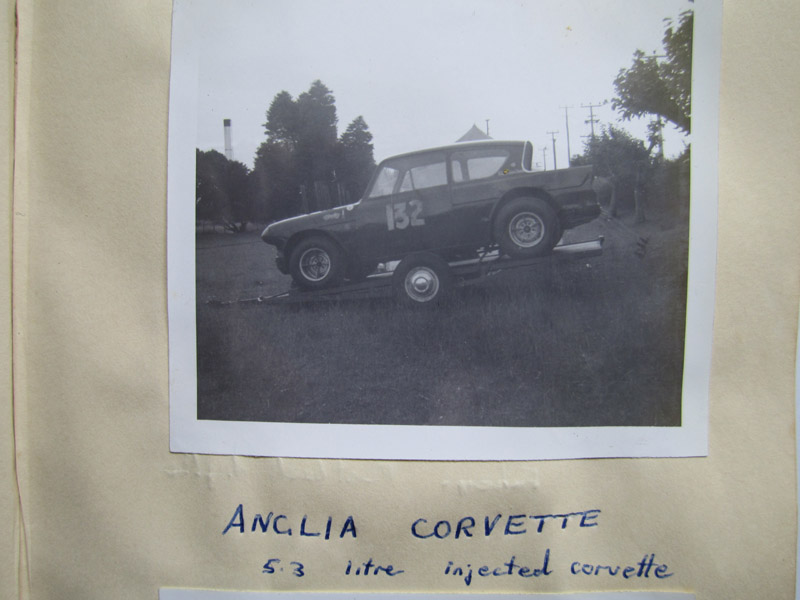 132
ANGLIA CORVETTE
5.3 litre injected corvette